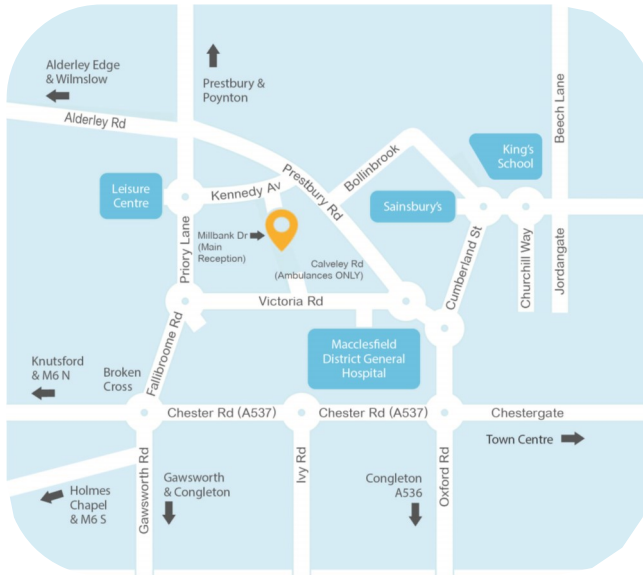 Alderley Edge
& Wilmslow
Prestbury &
Poynton
Alderley Rd
Beech Lane
King's
School
Bollinbrook
Prestbury Rd
Kennedy Av
Leisure
Centre
Sainsbury's
Millbank Dr
(Main
Reception)
Priory Lane
Calveley Rd
(Ambulances ONLY)
Cumberland St
Churchill Way
Jordangate
Victoria Rd
Fallibroome Rd
Macclesfield
District General
Hospital
Knutsford
& M6 N
Broken
Cross
Chester Rd (A537)
Chester Rd (A537)
Chestergate
Town Centre
Gawsworth Rd
Ivy Rd
Oxford Rd
Gawsworth
& Congleton
Congleton
A536
Holmes
Chapel
& M6 S